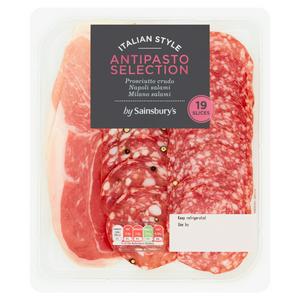 ITALIAN STYLE
ANTIPASTO
SELECTION
Prosciutto crudo
Napoli salami
Milano salami
by Sainsbury's
19
SLICES
Keep refrigerated
Use by